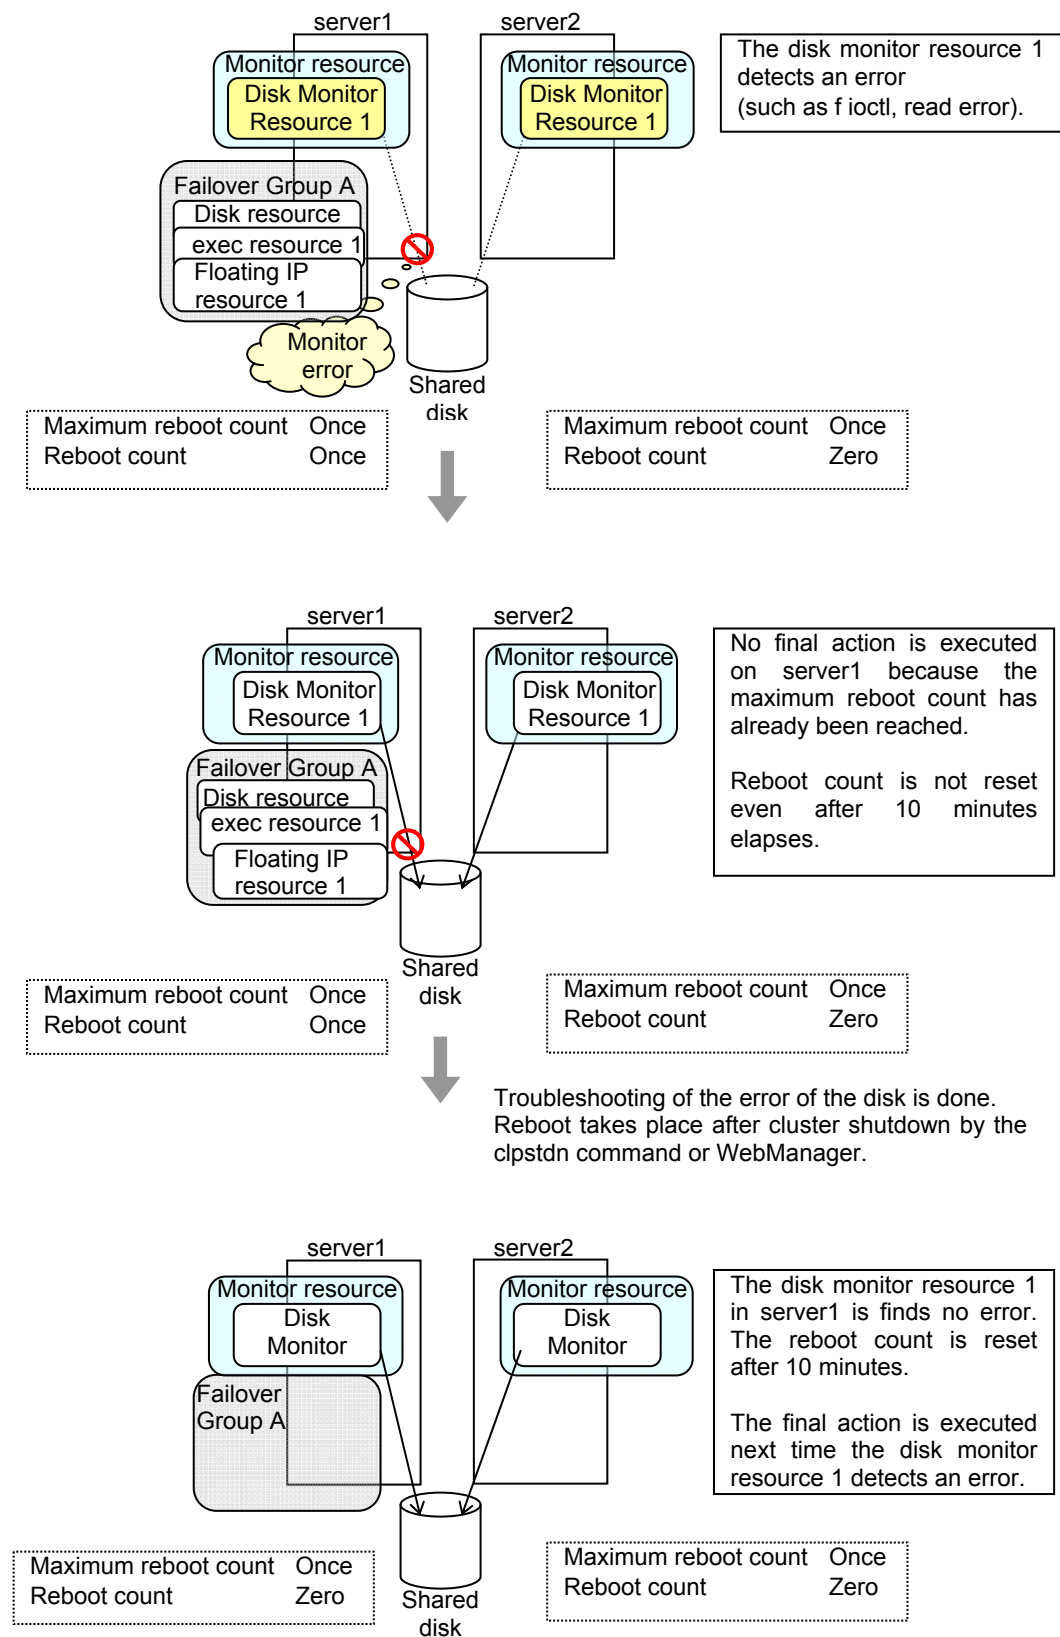 server1
server2
Monitor resource
Disk Monitor
Resource 1
Monitor resource
Disk Monitor
Resource 1
The disk monitor resource 1
detects an error
(such as f ioctl, read error).
Failover Group A
Disk resource
exec resource 1
Floating IP
resource 1
Monitor
error
Shared
disk
Maximum reboot count Once
Reboot count Once
Maximum reboot count Once
Reboot count Zero
server1
server2
Monitor resource
Disk Monitor
Resource 1
Monitor resource
Disk Monitor
Resource 1
No final action is executed
on server1 because the
maximum reboot count has
already been reached.
Reboot count is not reset
even after 10 minutes
elapses.
Failover Group A
Disk resource
exec resource 1
Floating IP
resource 1
Shared
disk
Maximum reboot count Once
Reboot count Once
Maximum reboot count Once
Reboot count Zero
Troubleshooting of the error of the disk is done.
Reboot takes place after cluster shutdown by the
clpstdn command or WebManager.
server1
server2
Monitor resource
Disk
Monitor
Monitor resource
Disk
Monitor
The disk monitor resource 1
in server1 is finds no error.
The reboot count is reset
after 10 minutes.
The final action is executed
next time the disk monitor
resource 1 detects an error.
Failover
Group A
Shared
disk
Maximum reboot count Once
Reboot count Zero
Maximum reboot count Once
Reboot count Zero